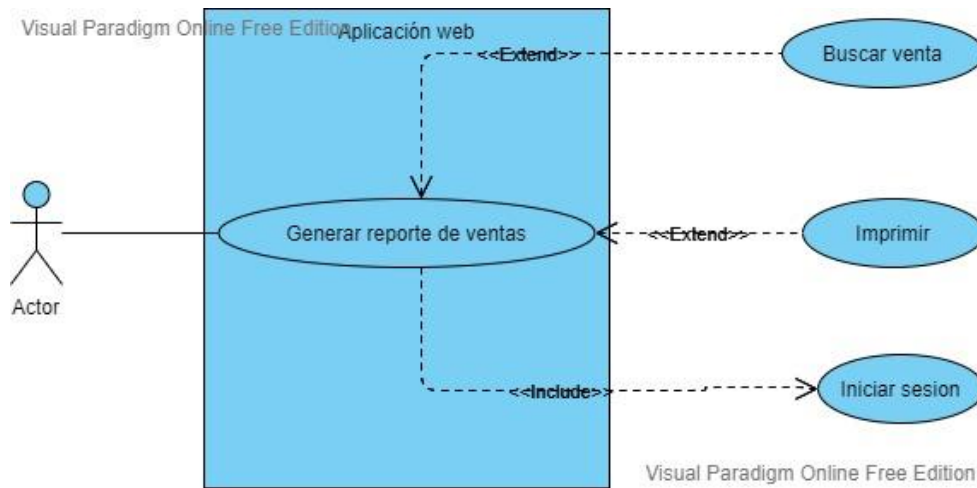 Visual Paradigm Online Free Edition
Aplicación web
<<Extend>>
Buscar venta
Generar reporte de ventas
<<Extend>>
Imprimir
Actor
<<Include>>
Iniciar sesion
Visual Paradigm Online Free Edition